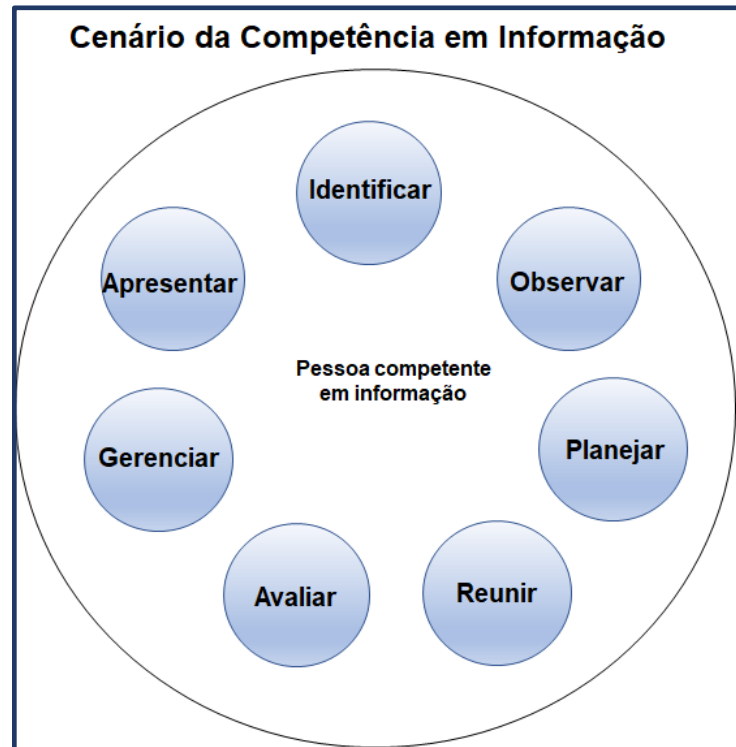 Cenário da Competência em Informação
Identificar
Observar
Planejar
Reunir
Avaliar
Gerenciar
Apresentar
Pessoa competente
em informação